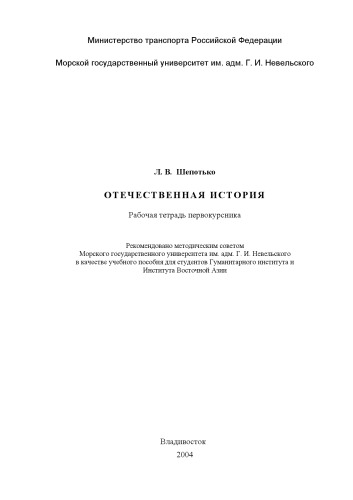 Министерство транспорта Российской Федерации
Морской государственный университет им. адм. Г. И. Невельского
Л. В. Шепотько
ОТЕЧЕСТВЕННАЯ ИСТОРИЯ
Рабочая тетрадь первокурсника
Рекомендовано методическим советом
Морского государственного университета им. адм. Г. И. Невельского
в качестве учебного пособия для студентов Гуманитарного института и
Института Восточной Азии
Владивосток
2004